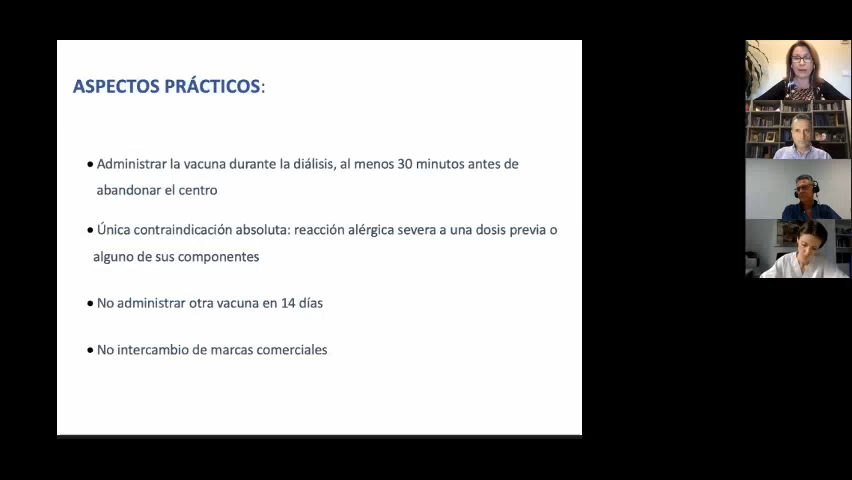 ASPECTOS PRÁCTICOS:
● Administrar la vacuna durante la diálisis, al menos 30 minutos antes de
abandonar el centro
● Única contraindicación absoluta: reacción alérgica severa a una dosis previa o
alguno de sus componentes
● No administrar otra vacuna en 14 días
● No intercambio de marcas comerciales